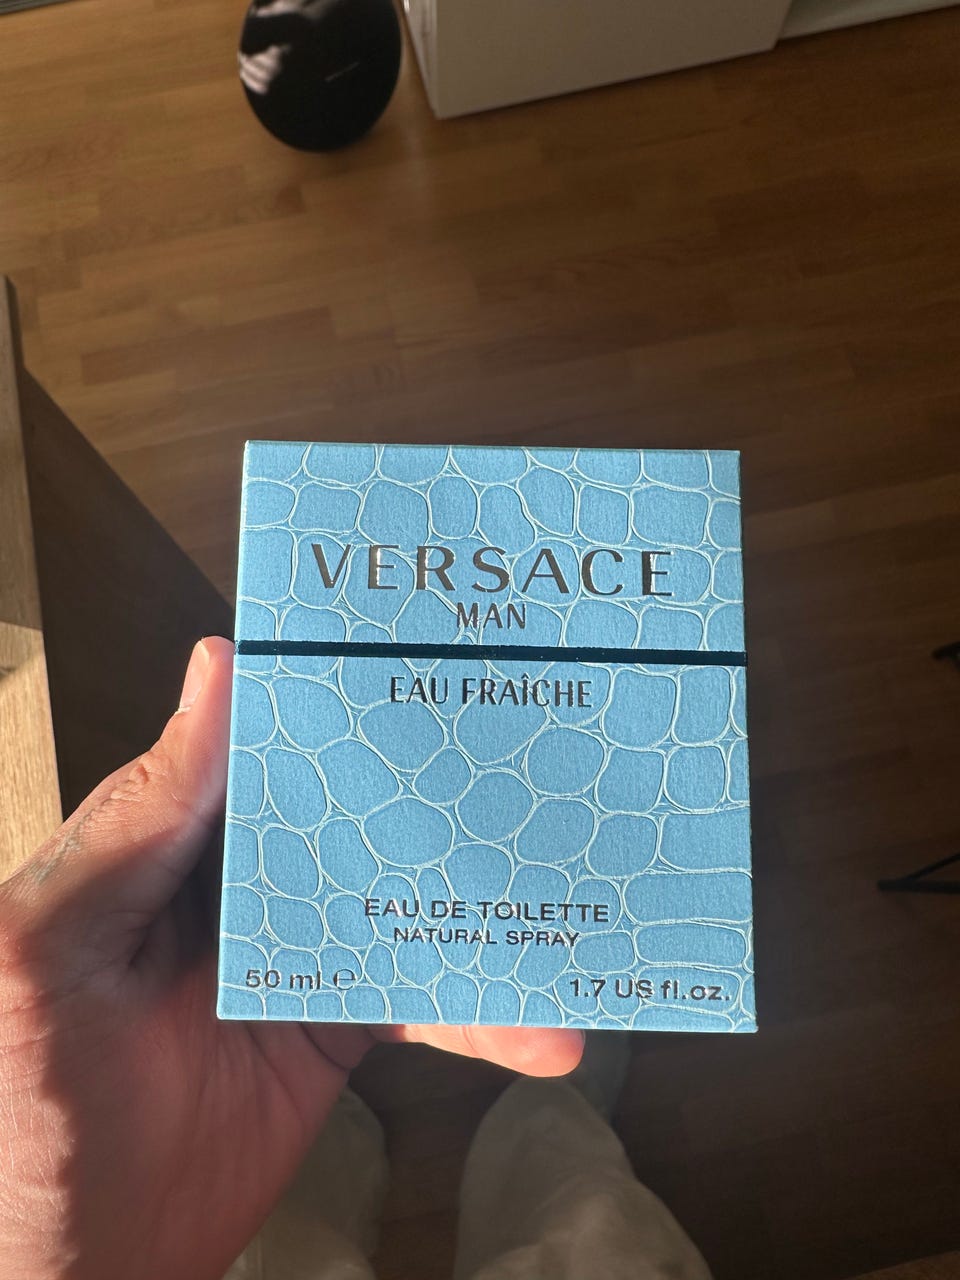 VERSACE
MAN
EAU FRAÎCHE
EAU DE TOILETTE
NATURAL SPRAY
50 ml ℮
1.7 US fl.oz.